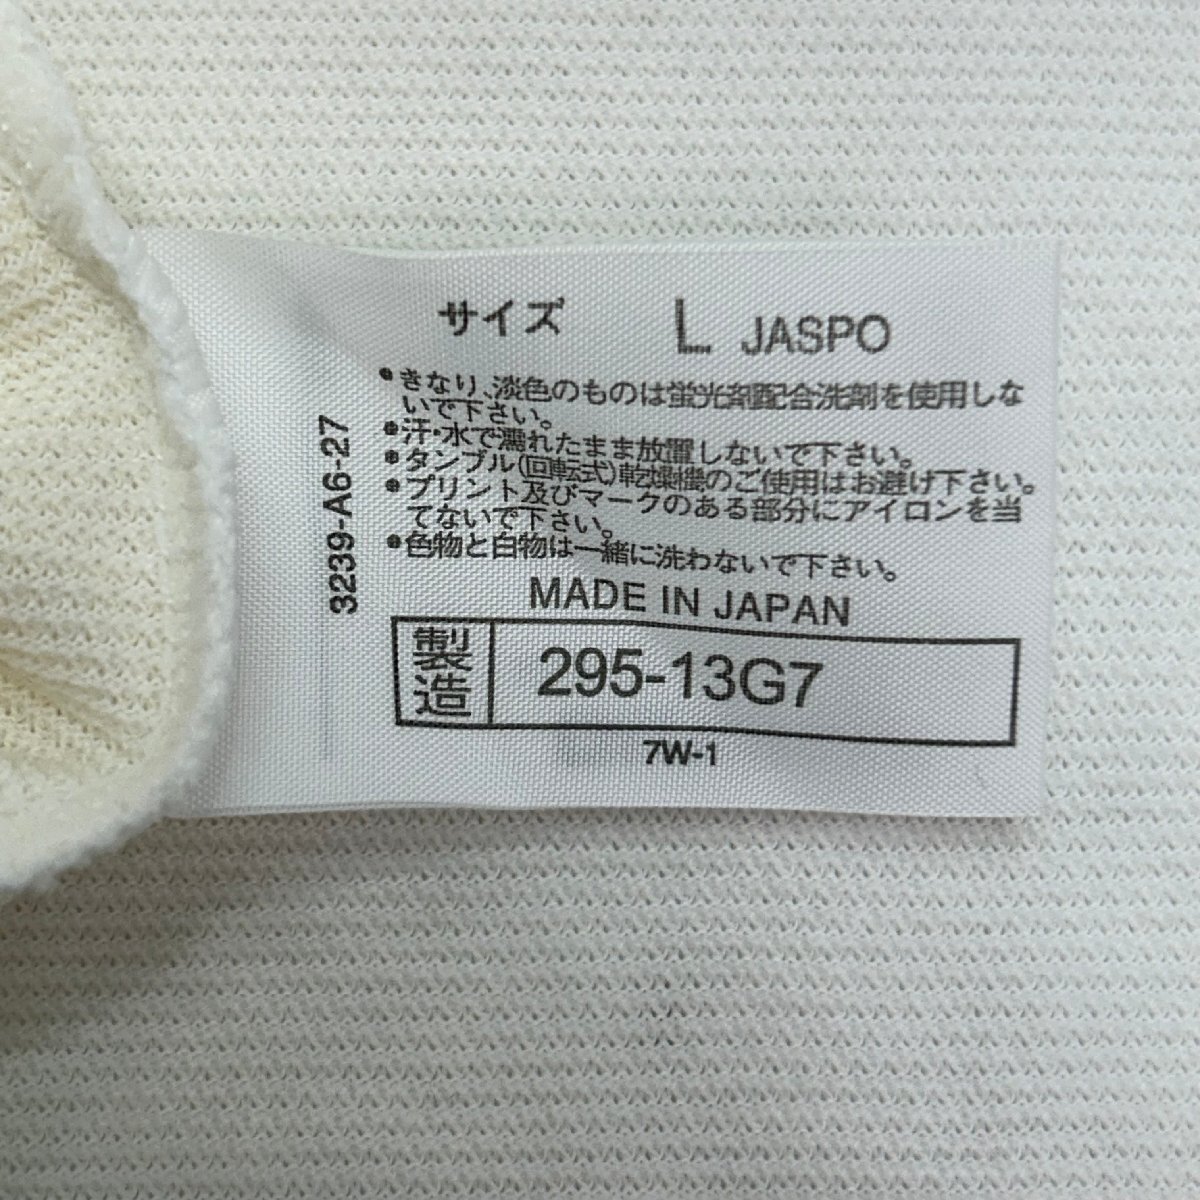 サイズ L JASPO
•きなり、淡色のものは蛍光剤配合洗剤を使用しな
いで下さい。
•汗・水で濡れたまま放置しないで下さい。
•タンブル(回転式)乾燥機のご使用はお避け下さい。
•プリント及びマークのある部分にアイロンを当
てないで下さい。
•色物と白物は一緒に洗わないで下さい。
MADE IN JAPAN
製造 295-13G7
7W-1
3239-A6-27